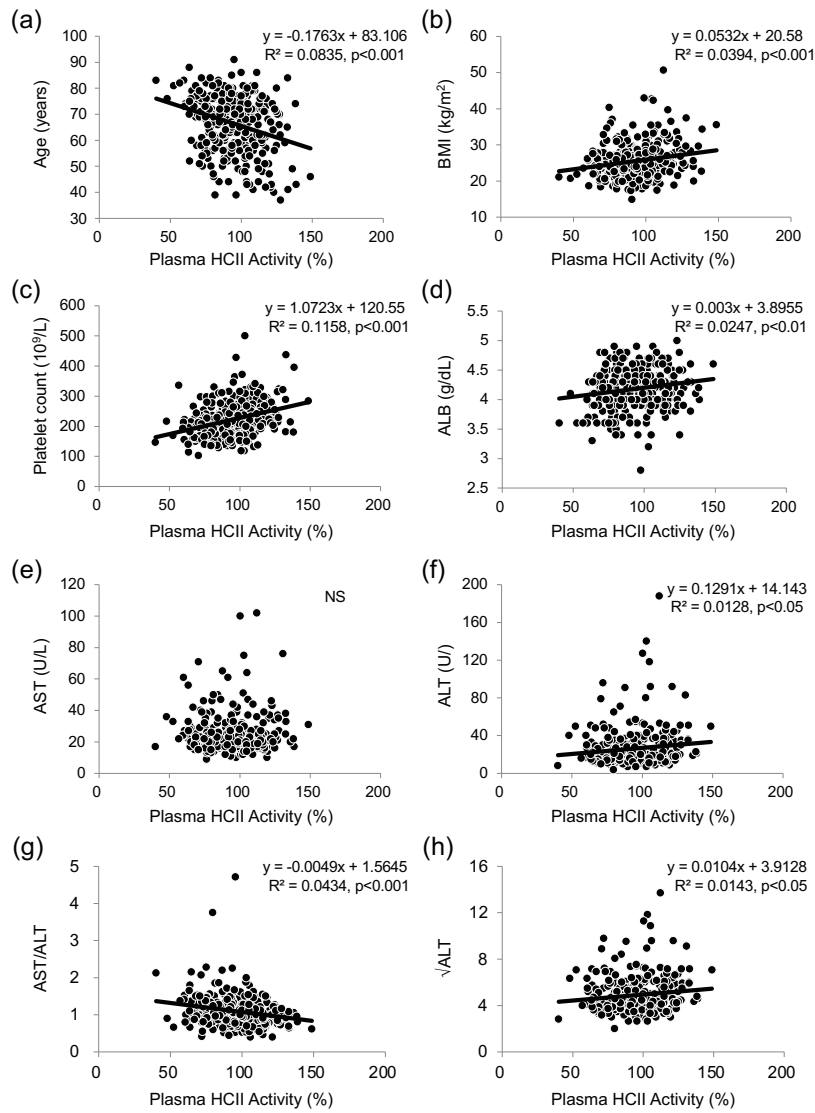 (a)
y = -0.1763x + 83.106
R² = 0.0835, p<0.001
100
90
80
70
60
50
40
30
Age (years)
0
50
100
150
200
Plasma HCII Activity (%)
(b)
y = 0.0532x + 20.58
R² = 0.0394, p<0.001
60
50
40
30
20
10
BMI (kg/m²)
0
50
100
150
200
Plasma HCII Activity (%)
(c)
y = 1.0723x + 120.55
R² = 0.1158, p<0.001
600
500
400
300
200
100
0
Platelet count (10⁹/L)
0
50
100
150
200
Plasma HCII Activity (%)
(d)
y = 0.003x + 3.8955
R² = 0.0247, p<0.01
5.5
5
4.5
4
3.5
3
2.5
ALB (g/dL)
0
50
100
150
200
Plasma HCII Activity (%)
(e)
NS
120
100
80
60
40
20
0
AST (U/L)
0
50
100
150
200
Plasma HCII Activity (%)
(f)
y = 0.1291x + 14.143
R² = 0.0128, p<0.05
200
160
120
80
40
0
ALT (U/)
0
50
100
150
200
Plasma HCII Activity (%)
(g)
y = -0.0049x + 1.5645
R² = 0.0434, p<0.001
5
4
3
2
1
0
AST/ALT
0
50
100
150
200
Plasma HCII Activity (%)
(h)
y = 0.0104x + 3.9128
R² = 0.0143, p<0.05
16
12
8
4
0
√ALT
0
50
100
150
200
Plasma HCII Activity (%)